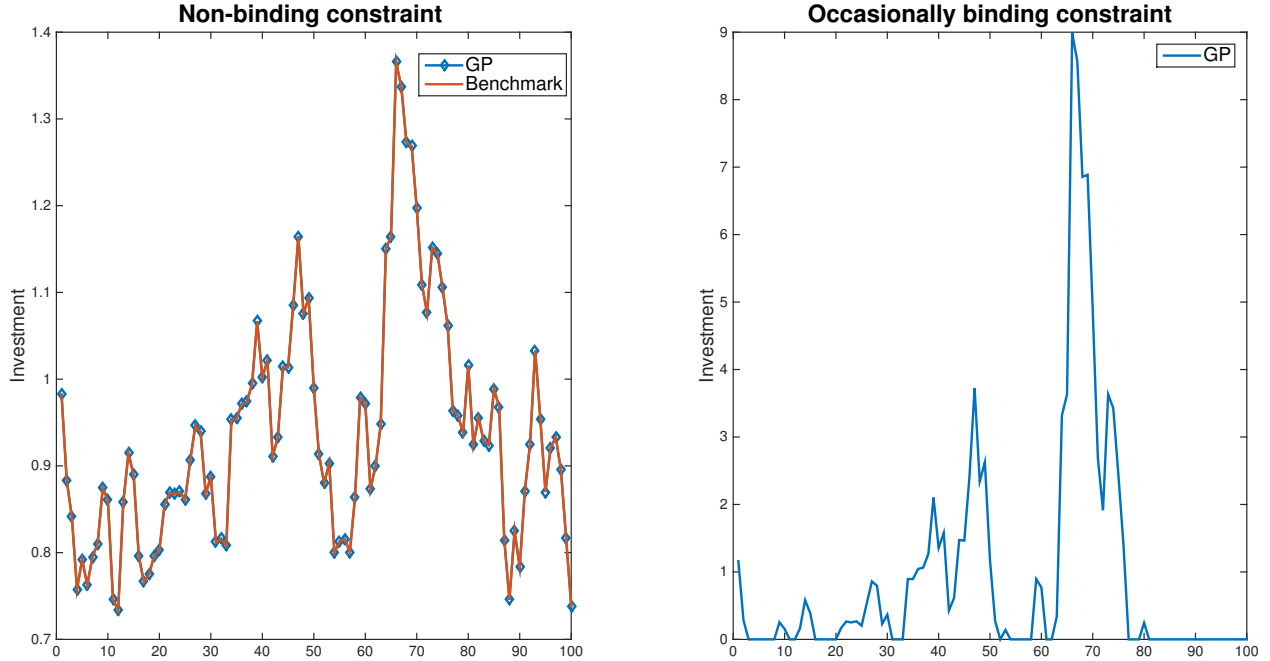 Non-binding constraint
1.4
1.3
1.2
1.1
1
0.9
0.8
0.7
Investment
GP
Benchmark
0 10 20 30 40 50 60 70 80 90 100
Occasionally binding constraint
9
8
7
6
5
4
3
2
1
0
Investment
GP
0 10 20 30 40 50 60 70 80 90 100